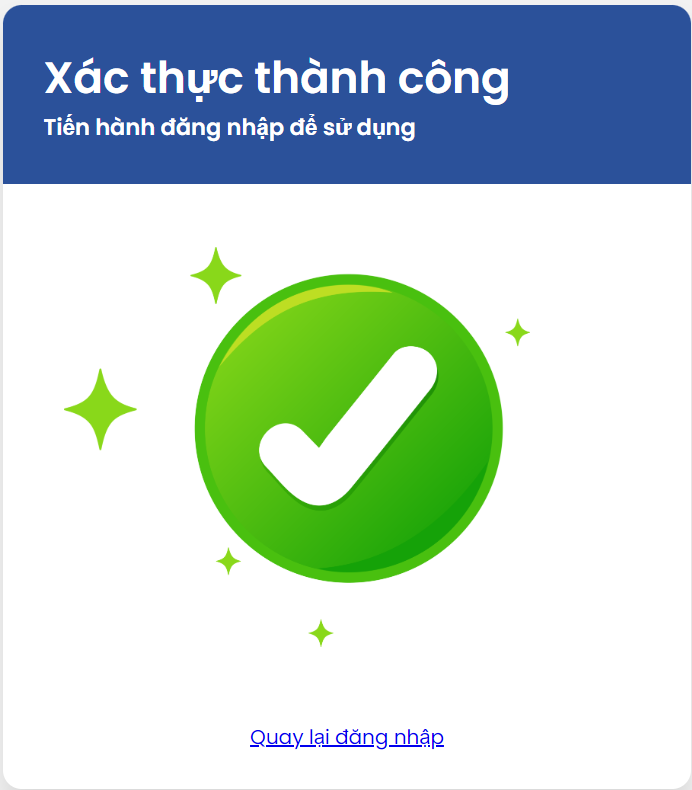 Xác thực thành công
Tiến hành đăng nhập để sử dụng
Quay lại đăng nhập